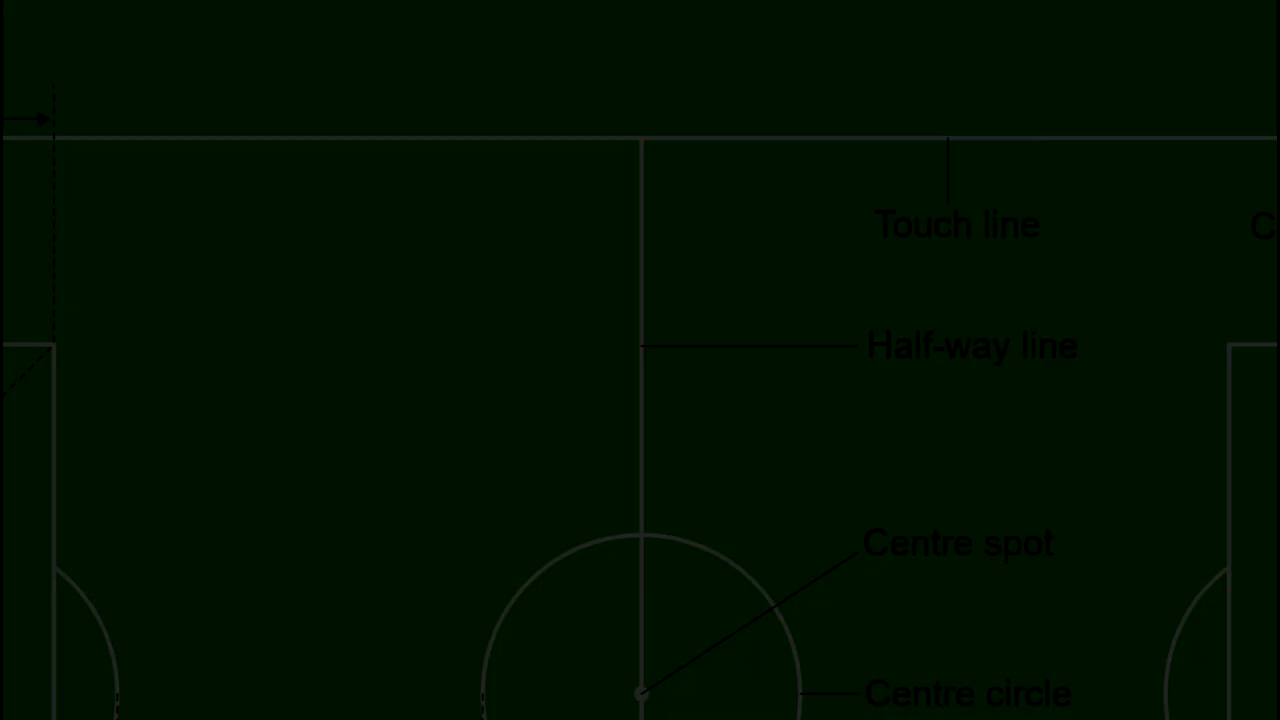 Touch line
C
Half-way line
Centre spot
Centre circle